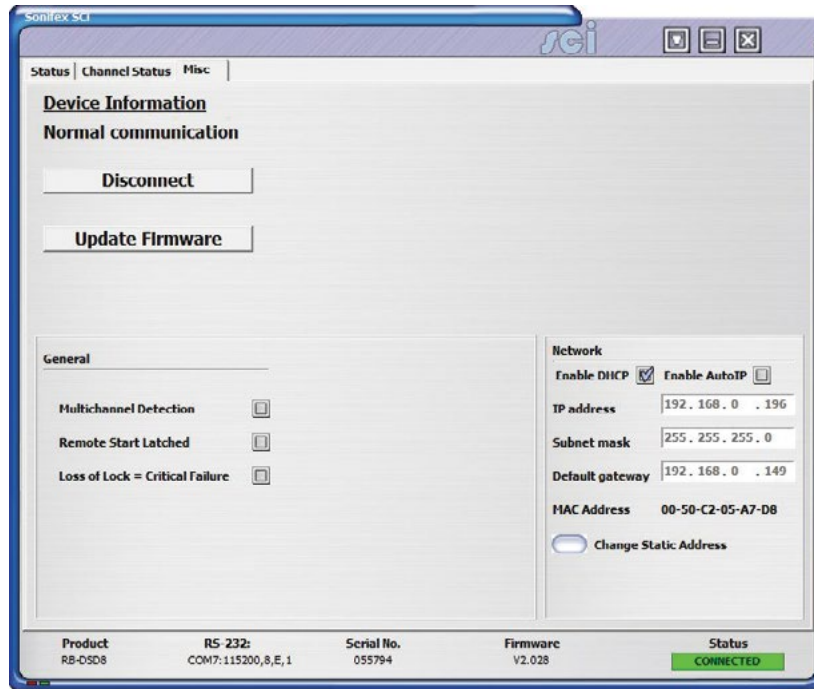 Sonifex SCI
sci
Status Channel Status Misc
Device Information
Normal communication
Disconnect
Update Firmware
General
Multichannel Detection
Remote Start Latched
Loss of Lock = Critical Failure
Network
Enable DHCP Enable AutoIP
IP address 192. 168. 0 . 196
Subnet mask 255. 255. 255. 0
Default gateway 192. 168. 0 . 149
MAC Address 00-50-C2-05-A7-D8
Change Static Address
Product RS-232: Serial No. Firmware Status
RB-DSD8 COM7:115200,8,E,1 055794 V2.028 CONNECTED